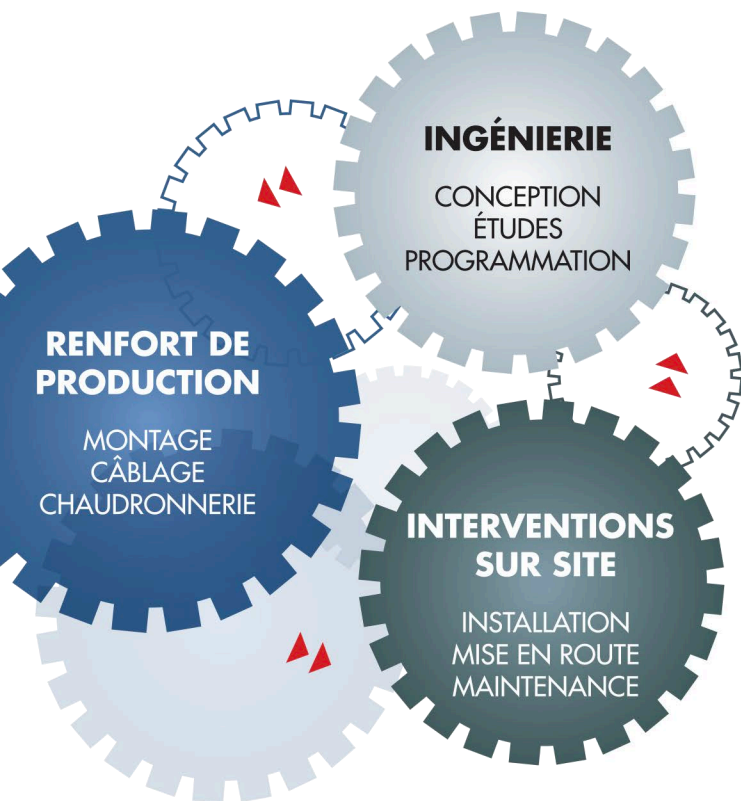 INGÉNIERIE
CONCEPTION
ÉTUDES
PROGRAMMATION
RENFORT DE
PRODUCTION
MONTAGE
CÂBLAGE
CHAUDRONNERIE
INTERVENTIONS
SUR SITE
INSTALLATION
MISE EN ROUTE
MAINTENANCE